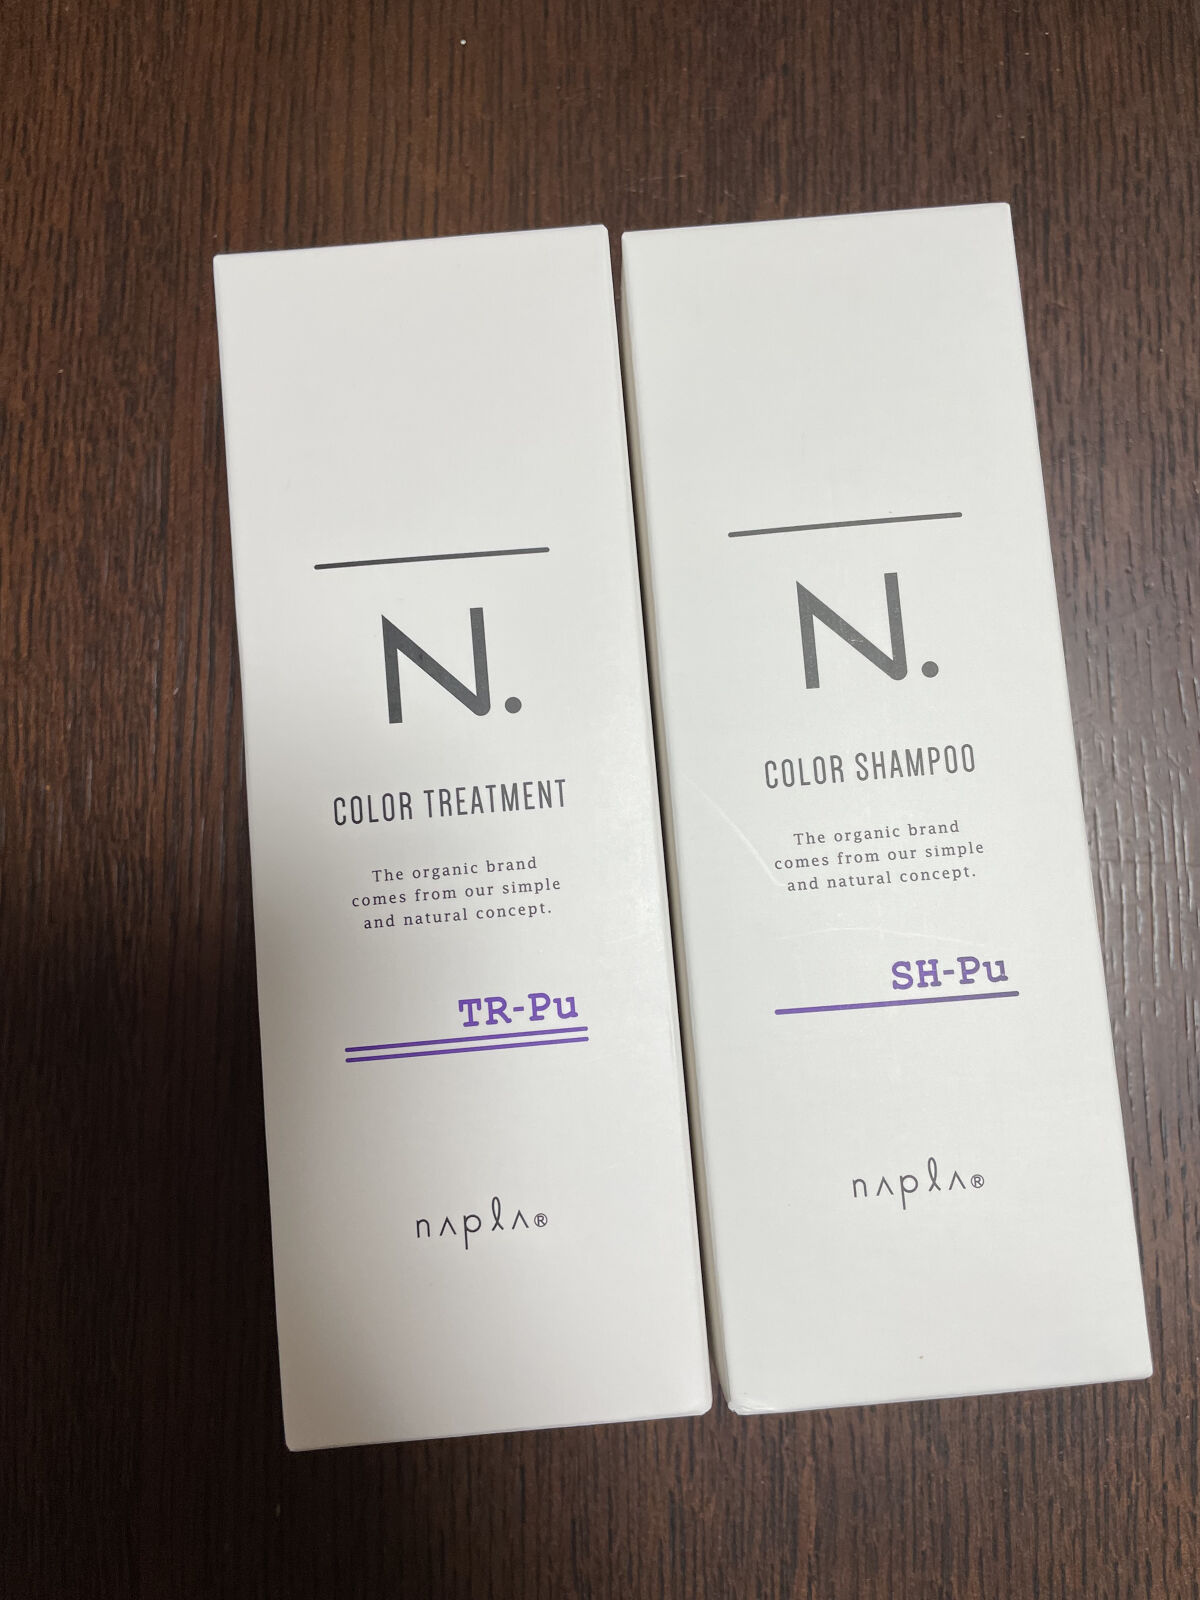 N.
COLOR TREATMENT
The organic brand
comes from our simple
and natural concept.
TR-Pu
napla®
N.
COLOR SHAMPOO
The organic brand
comes from our simple
and natural concept.
SH-Pu
napla®